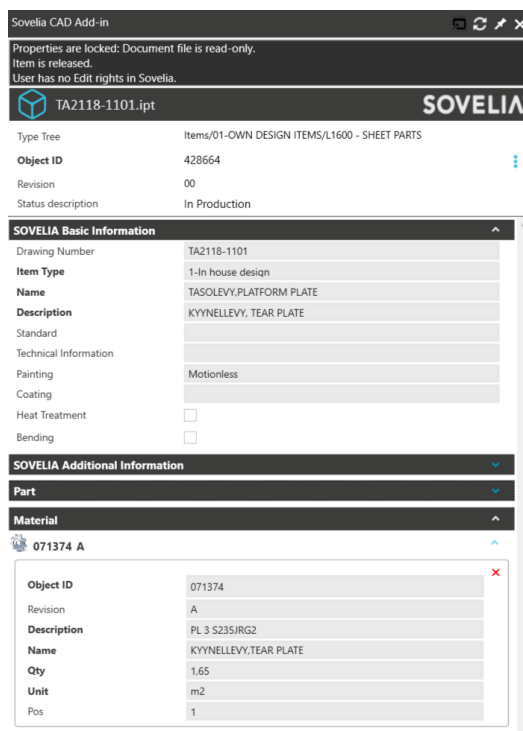 Sovelia CAD Add-in
Properties are locked: Document file is read-only.
Item is released.
User has no Edit rights in Sovelia.
TA2118-1101.ipt SOVELIA
Type Tree Items/01-OWN DESIGN ITEMS/L1600 - SHEET PARTS
Object ID 428664
Revision 00
Status description In Production
SOVELIA Basic Information
Drawing Number TA2118-1101
Item Type 1-In house design
Name TASOLEVY,PLATFORM PLATE
Description KYYNELLEVY, TEAR PLATE
Standard
Technical Information
Painting Motionless
Coating
Heat Treatment
Bending
SOVELIA Additional Information
Part
Material
071374 A
Object ID 071374
Revision A
Description PL 3 S235JRG2
Name KYYNELLEVY,TEAR PLATE
Qty 1,65
Unit m2
Pos 1